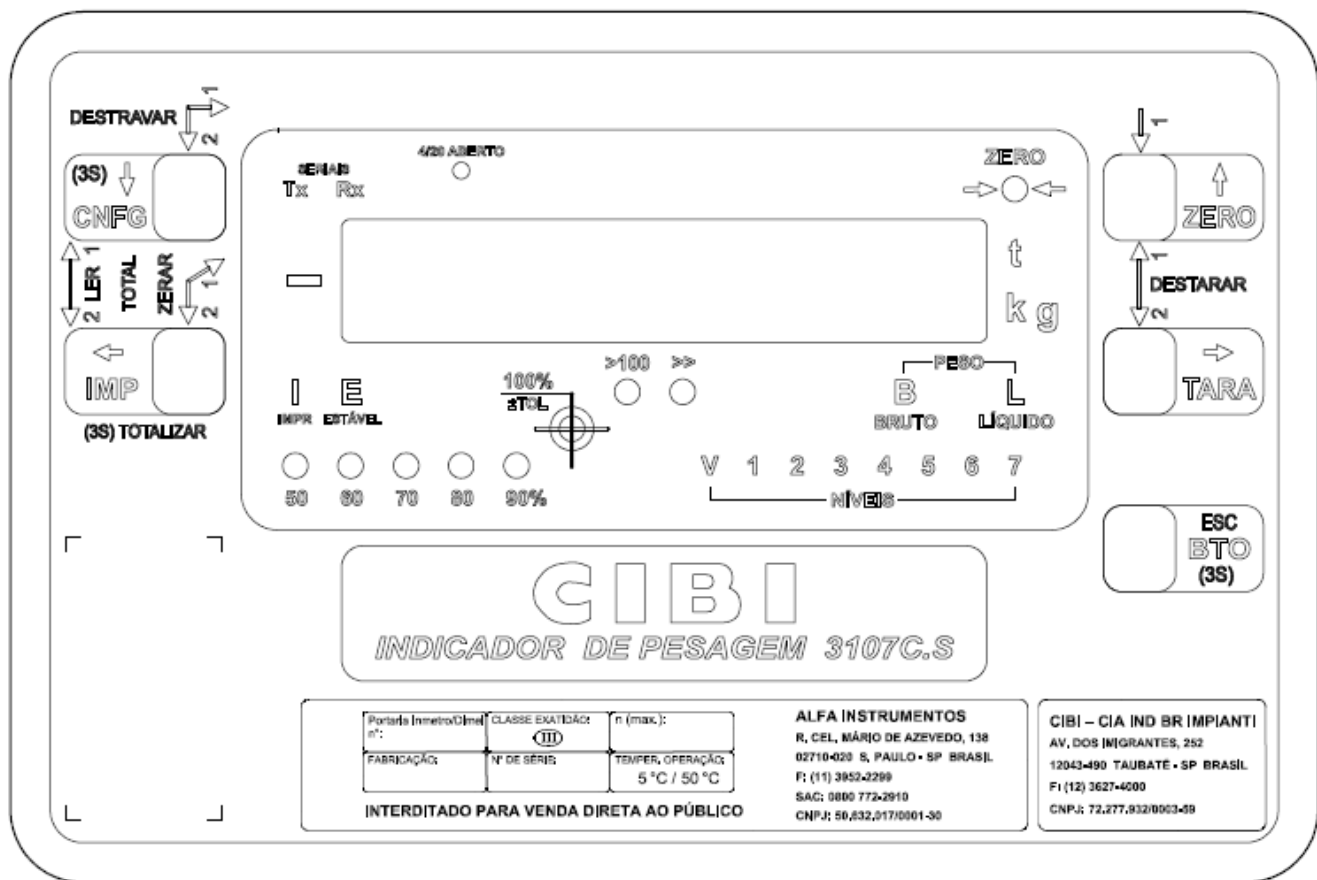 DESTRAVAR
1
2
(3S)
CNFG
LER
1
2
TOTAL
ZERAR
1
2
IMP
(3S) TOTALIZAR
SERIAIS
Tx Rx
4/20 ABERTO
ZERO
t
kg
I E
IMPR ESTÁVEL
100%
±TOL
>100 >>
PESO
B L
BRUTO LÍQUIDO
50 60 70 80 90%
V 1 2 3 4 5 6 7
NÍVEIS
1
ZERO
1
2
DESTARAR
TARA
ESC
BTO
(3S)
CIBI
INDICADOR DE PESAGEM 3107C.S
Portaria Inmetro/Dimel
n°:
CLASSE EXATIDÃO:
III
n (max.):
FABRICAÇÃO:
N° DE SÉRIE:
TEMPER. OPERAÇÃO:
5 °C / 50 °C
INTERDITADO PARA VENDA DIRETA AO PÚBLICO
ALFA INSTRUMENTOS
R. CEL. MÁRIO DE AZEVEDO, 138
02710-020 S. PAULO - SP BRASIL
F: (11) 3952-2299
SAC: 0800 772-2910
CNPJ: 50.632.017/0001-30
CIBI – CIA IND BR IMPIANTI
AV. DOS IMIGRANTES, 252
12043-490 TAUBATÉ - SP BRASIL
F: (12) 3627-4000
CNPJ: 72.277.932/0003-59